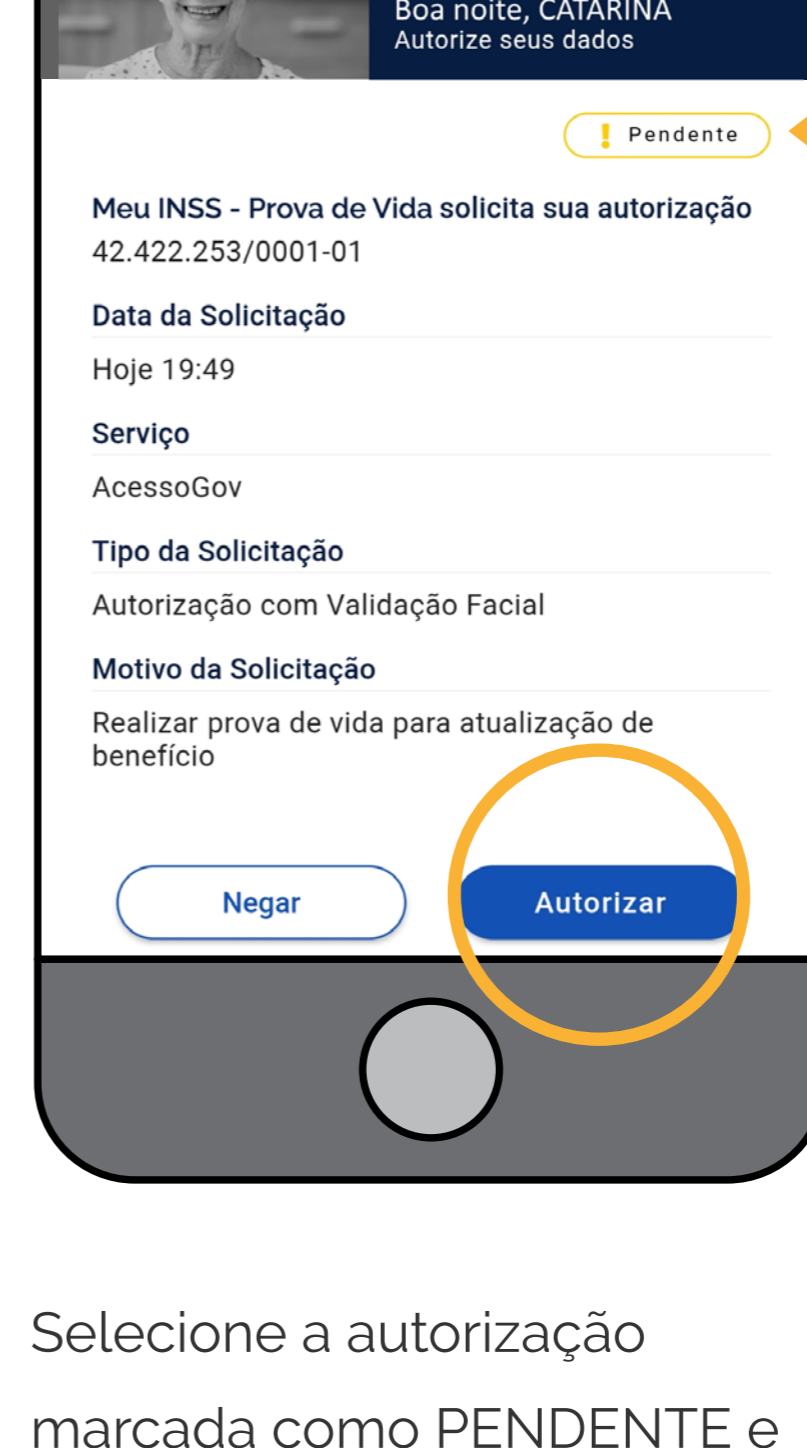 Boa noite, CATARINA
Autorize seus dados
! Pendente
Meu INSS - Prova de Vida solicita sua autorização
42.422.253/0001-01
Data da Solicitação
Hoje 19:49
Serviço
AcessoGov
Tipo da Solicitação
Autorização com Validação Facial
Motivo da Solicitação
Realizar prova de vida para atualização de
benefício
Negar
Autorizar
Selecione a autorização
marcada como PENDENTE e